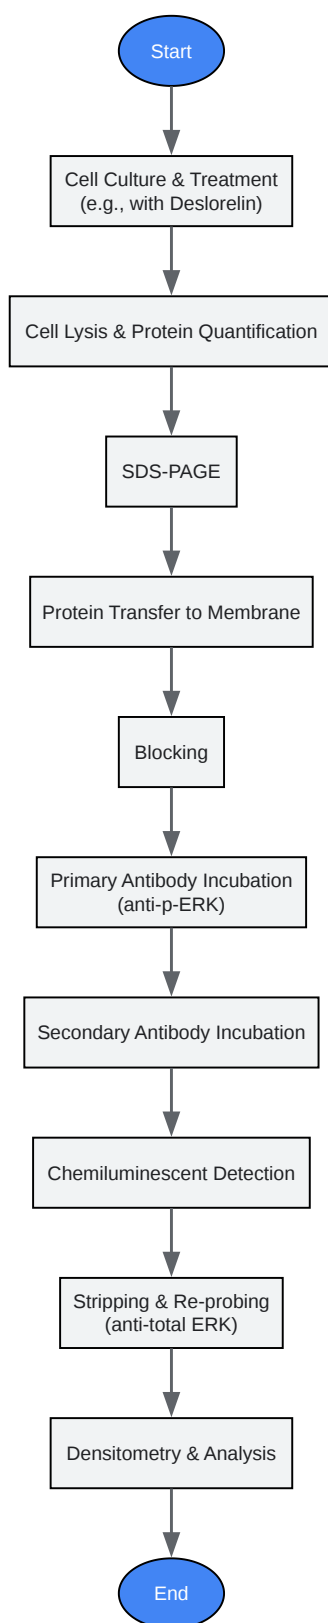 Start
Cell Culture & Treatment
(e.g., with Deslorelin)
Cell Lysis & Protein Quantification
SDS-PAGE
Protein Transfer to Membrane
Blocking
Primary Antibody Incubation
(anti-p-ERK)
Secondary Antibody Incubation
Chemiluminescent Detection
Stripping & Re-probing
(anti-total ERK)
Densitometry & Analysis
End